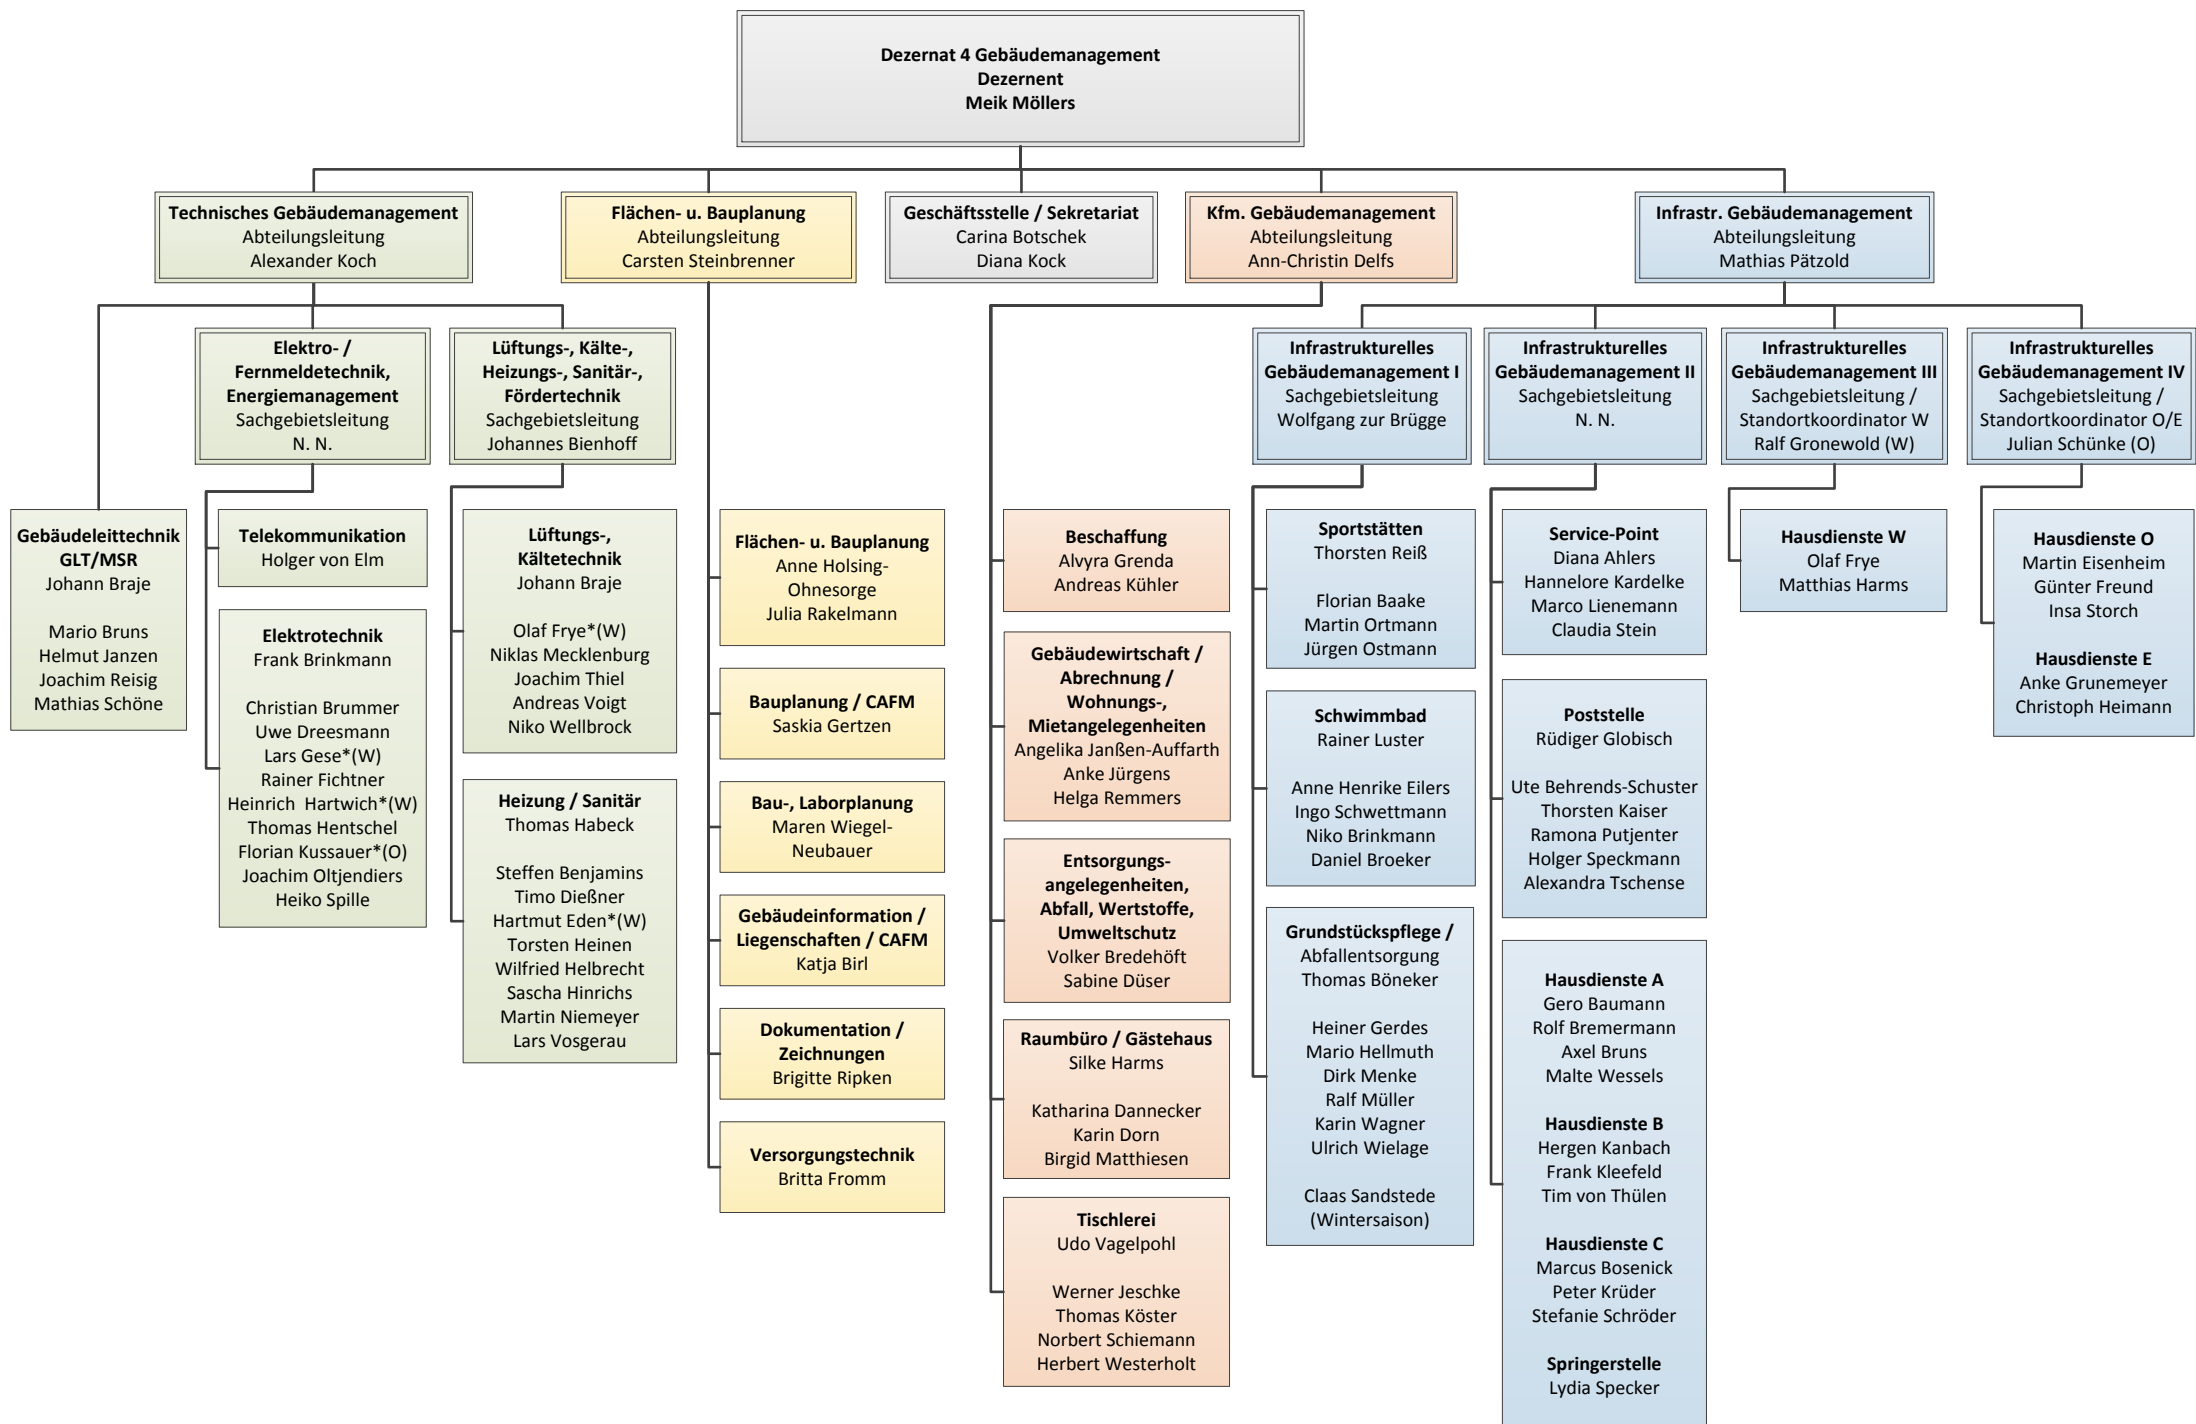 Dezernat 4 Gebäudemanagement
Dezernent
Meik Möllers
Technisches Gebäudemanagement
Abteilungsleitung
Alexander Koch
Flächen- u. Bauplanung
Abteilungsleitung
Carsten Steinbrenner
Geschäftsstelle / Sekretariat
Carina Botschek
Diana Kock
Kfm. Gebäudemanagement
Abteilungsleitung
Ann-Christin Delfs
Infrastr. Gebäudemanagement
Abteilungsleitung
Mathias Pätzold
Elektro- /
Fernmeldetechnik,
Energiemanagement
Sachgebietsleitung
N. N.
Lüftungs-, Kälte-,
Heizungs-, Sanitär-,
Fördertechnik
Sachgebietsleitung
Johannes Bienhoff
Infrastrukturelles
Gebäudemanagement I
Sachgebietsleitung
Wolfgang zur Brügge
Infrastrukturelles
Gebäudemanagement II
Sachgebietsleitung
N. N.
Infrastrukturelles
Gebäudemanagement III
Sachgebietsleitung /
Standortkoordinator W
Ralf Gronewold (W)
Infrastrukturelles
Gebäudemanagement IV
Sachgebietsleitung /
Standortkoordinator O/E
Julian Schünke (O)
Gebäudeleittechnik
GLT/MSR
Johann Braje
Mario Bruns
Helmut Janzen
Joachim Reisig
Mathias Schöne
Telekommunikation
Holger von Elm
Elektrotechnik
Frank Brinkmann
Christian Brummer
Uwe Dreesmann
Lars Gese*(W)
Rainer Fichtner
Heinrich Hartwich*(W)
Thomas Hentschel
Florian Kussauer*(O)
Joachim Oltjendiers
Heiko Spille
Lüftungs-,
Kältetechnik
Johann Braje
Olaf Frye*(W)
Niklas Mecklenburg
Joachim Thiel
Andreas Voigt
Niko Wellbrock
Heizung / Sanitär
Thomas Habeck
Steffen Benjamins
Timo Dießner
Hartmut Eden*(W)
Torsten Heinen
Wilfried Helbrecht
Sascha Hinrichs
Martin Niemeyer
Lars Vosgerau
Flächen- u. Bauplanung
Anne Holsing-
Ohnesorge
Julia Rakelmann
Bauplanung / CAFM
Saskia Gertzen
Bau-, Laborplanung
Maren Wiegel-
Neubauer
Gebäudeinformation /
Liegenschaften / CAFM
Katja Birl
Dokumentation /
Zeichnungen
Brigitte Ripken
Versorgungstechnik
Britta Fromm
Beschaffung
Alvyra Grenda
Andreas Kühler
Gebäudewirtschaft /
Abrechnung /
Wohnungs-,
Mietangelegenheiten
Angelika Janßen-Auffarth
Anke Jürgens
Helga Remmers
Entsorgungs-
angelegenheiten,
Abfall, Wertstoffe,
Umweltschutz
Volker Bredehöft
Sabine Düser
Raumbüro / Gästehaus
Silke Harms
Katharina Dannecker
Karin Dorn
Birgid Matthiesen
Tischlerei
Udo Vagelpohl
Werner Jeschke
Thomas Köster
Norbert Schiemann
Herbert Westerholt
Sportstätten
Thorsten Reiß
Florian Baake
Martin Ortmann
Jürgen Ostmann
Schwimmbad
Rainer Luster
Anne Henrike Eilers
Ingo Schwettmann
Niko Brinkmann
Daniel Broeker
Grundstückspflege /
Abfallentsorgung
Thomas Böneker
Heiner Gerdes
Mario Hellmuth
Dirk Menke
Ralf Müller
Karin Wagner
Ulrich Wielage
Claas Sandstede
(Wintersaison)
Service-Point
Diana Ahlers
Hannelore Kardelke
Marco Lienemann
Claudia Stein
Poststelle
Rüdiger Globisch
Ute Behrends-Schuster
Thorsten Kaiser
Ramona Putjenter
Holger Speckmann
Alexandra Tschense
Hausdienste A
Gero Baumann
Rolf Bremermann
Axel Bruns
Malte Wessels
Hausdienste B
Hergen Kanbach
Frank Kleefeld
Tim von Thülen
Hausdienste C
Marcus Bosenick
Peter Krüder
Stefanie Schröder
Springerstelle
Lydia Specker
Hausdienste W
Olaf Frye
Matthias Harms
Hausdienste O
Martin Eisenheim
Günter Freund
Insa Storch
Hausdienste E
Anke Grunemeyer
Christoph Heimann